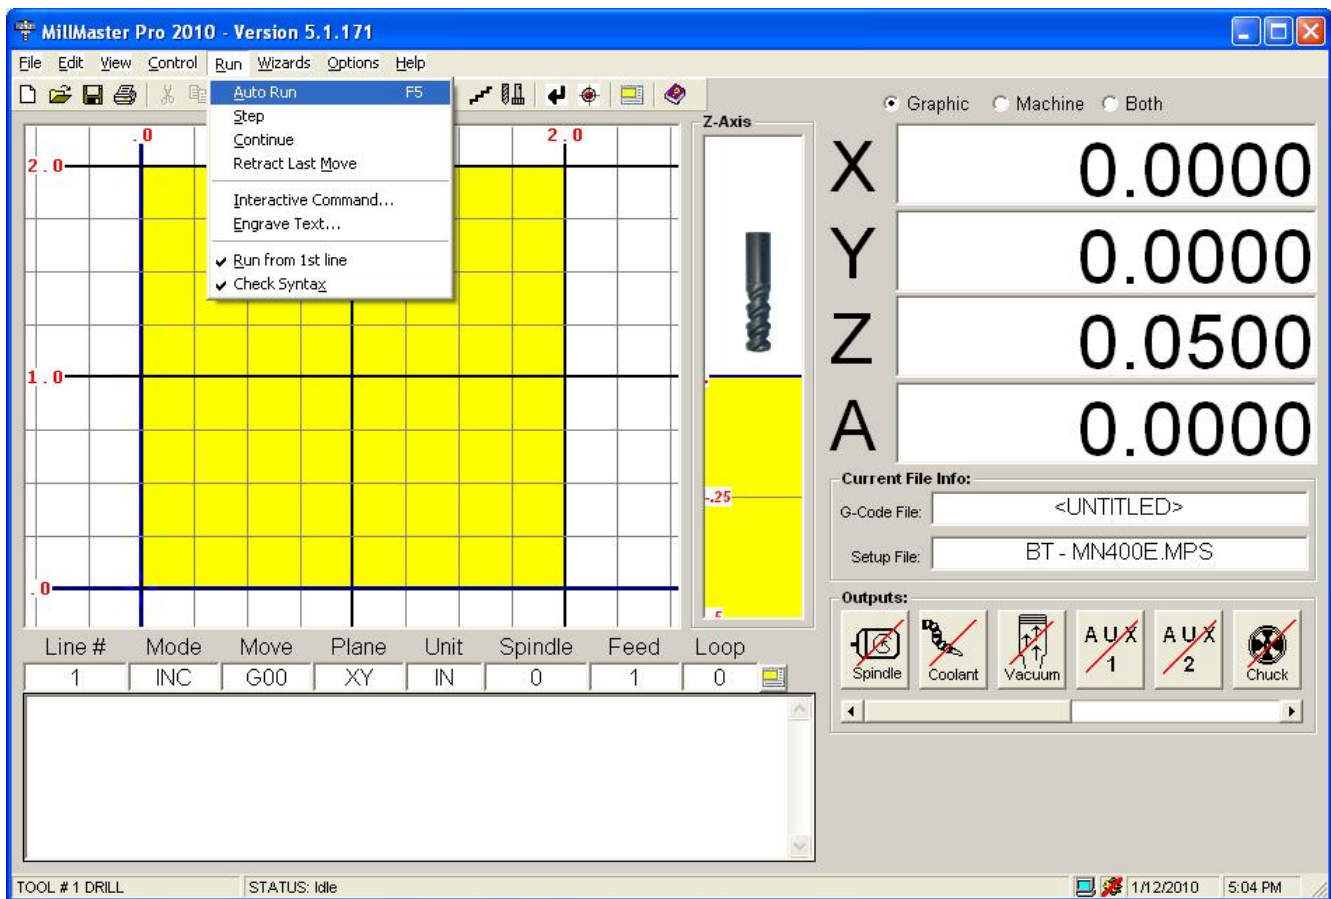 MillMaster Pro 2010 - Version 5.1.171
File Edit View Control Run Wizards Options Help
Auto Run F5
Step
Continue
Retract Last Move
Interactive Command...
Engrave Text...
Run from 1st line
Check Syntax
.0 2.0
2.0
1.0
.0
Z-Axis
-.25
Graphic Machine Both
X 0.0000
Y 0.0000
Z 0.0500
A 0.0000
Current File Info:
G-Code File: <UNTITLED>
Setup File: BT - MN400E.MPS
Outputs:
Spindle Coolant Vacuum AUX 1 AUX 2 Chuck
Line # Mode Move Plane Unit Spindle Feed Loop
1 INC G00 XY IN 0 1 0
TOOL # 1 DRILL STATUS: Idle 1/12/2010 5:04 PM